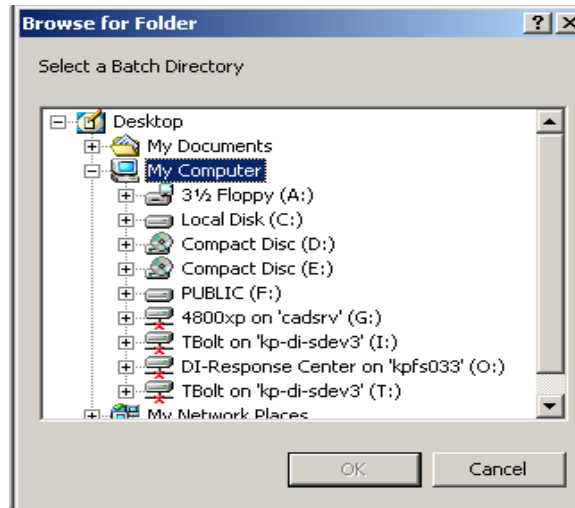 Browse for Folder
Select a Batch Directory
Desktop
My Documents
My Computer
3½ Floppy (A:)
Local Disk (C:)
Compact Disc (D:)
Compact Disc (E:)
PUBLIC (F:)
4800xp on 'cadsrv' (G:)
TBolt on 'kp-di-sdev3' (I:)
DI-Response Center on 'kpfs033' (O:)
TBolt on 'kp-di-sdev3' (T:)
My Network Places
OK Cancel